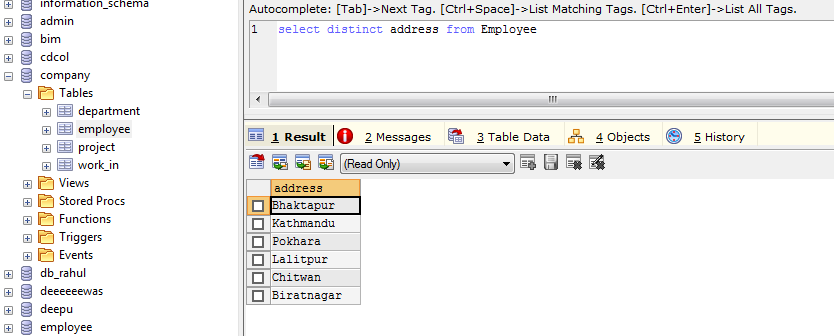 information_schema
admin
bim
cdcol
company
Tables
department
employee
project
work_in
Views
Stored Procs
Functions
Triggers
Events
db_rahul
deeeeeewas
deepu
employee
Autocomplete: [Tab]->Next Tag. [Ctrl+Space]->List Matching Tags. [Ctrl+Enter]->List All Tags.
1 select distinct address from Employee
1 Result 2 Messages 3 Table Data 4 Objects 5 History
(Read Only)
address
Bhaktapur
Kathmandu
Pokhara
Lalitpur
Chitwan
Biratnagar